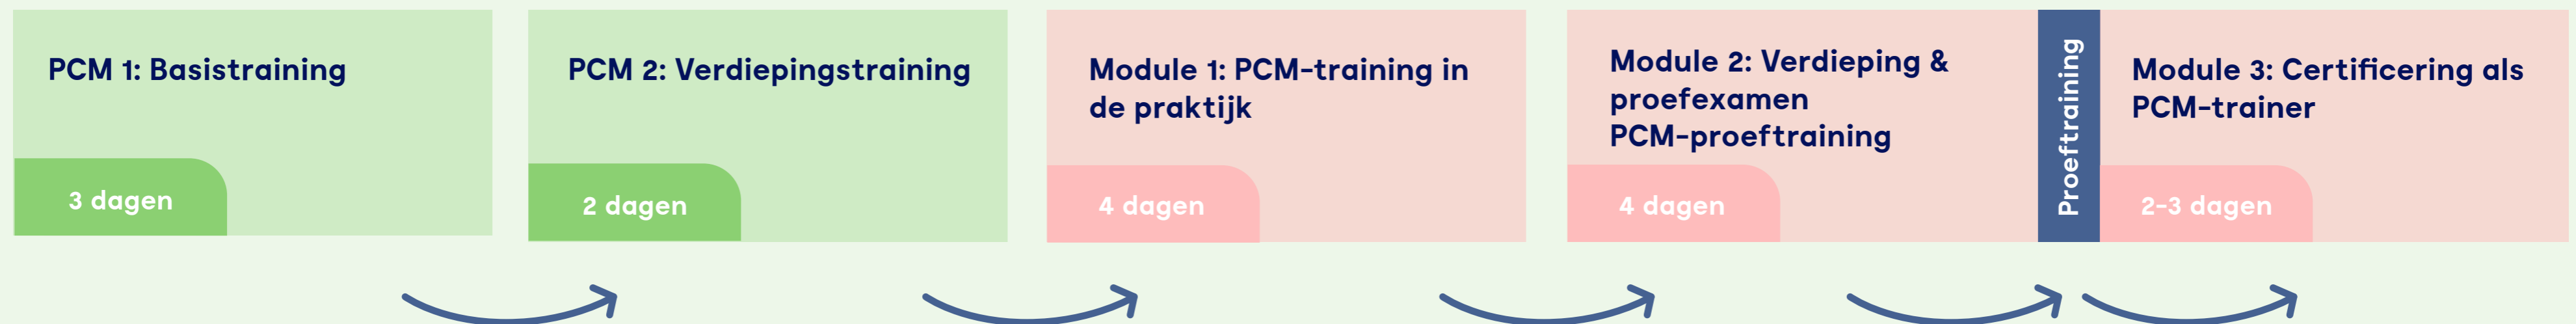 PCM 1: Basistraining
3 dagen
PCM 2: Verdiepingstraining
2 dagen
Module 1: PCM-training in
de praktijk
4 dagen
Module 2: Verdieping &
proefexamen
PCM-proeftraining
4 dagen
Proeftraining
Module 3: Certificering als
PCM-trainer
2-3 dagen